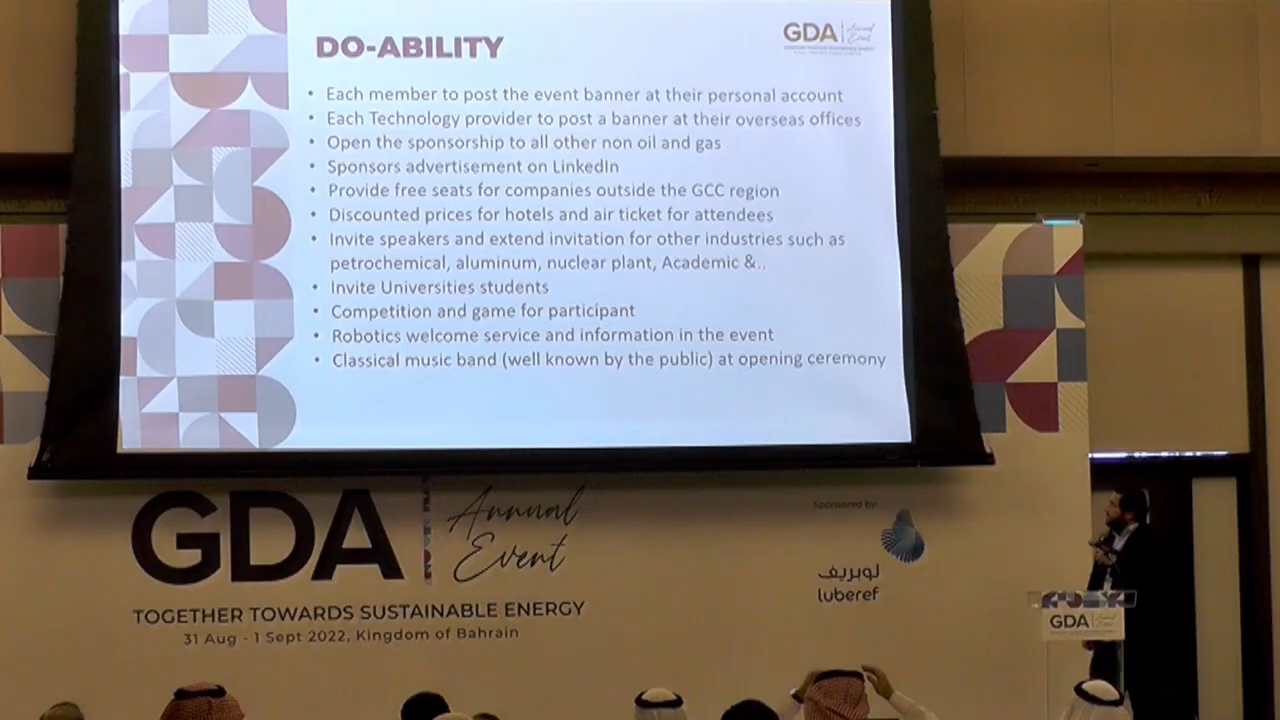 DO-ABILITY
GDA Annual Event
• Each member to post the event banner at their personal account
• Each Technology provider to post a banner at their overseas offices
• Open the sponsorship to all other non oil and gas
• Sponsors advertisement on LinkedIn
• Provide free seats for companies outside the GCC region
• Discounted prices for hotels and air ticket for attendees
• Invite speakers and extend invitation for other industries such as
petrochemical, aluminum, nuclear plant, Academic &..
• Invite Universities students
• Competition and game for participant
• Robotics welcome service and information in the event
• Classical music band (well known by the public) at opening ceremony
GDA Annual Event
TOGETHER TOWARDS SUSTAINABLE ENERGY
31 Aug - 1 Sept 2022, Kingdom of Bahrain
Sponsored by:
لوبريف
luberef
GDA Annual Event